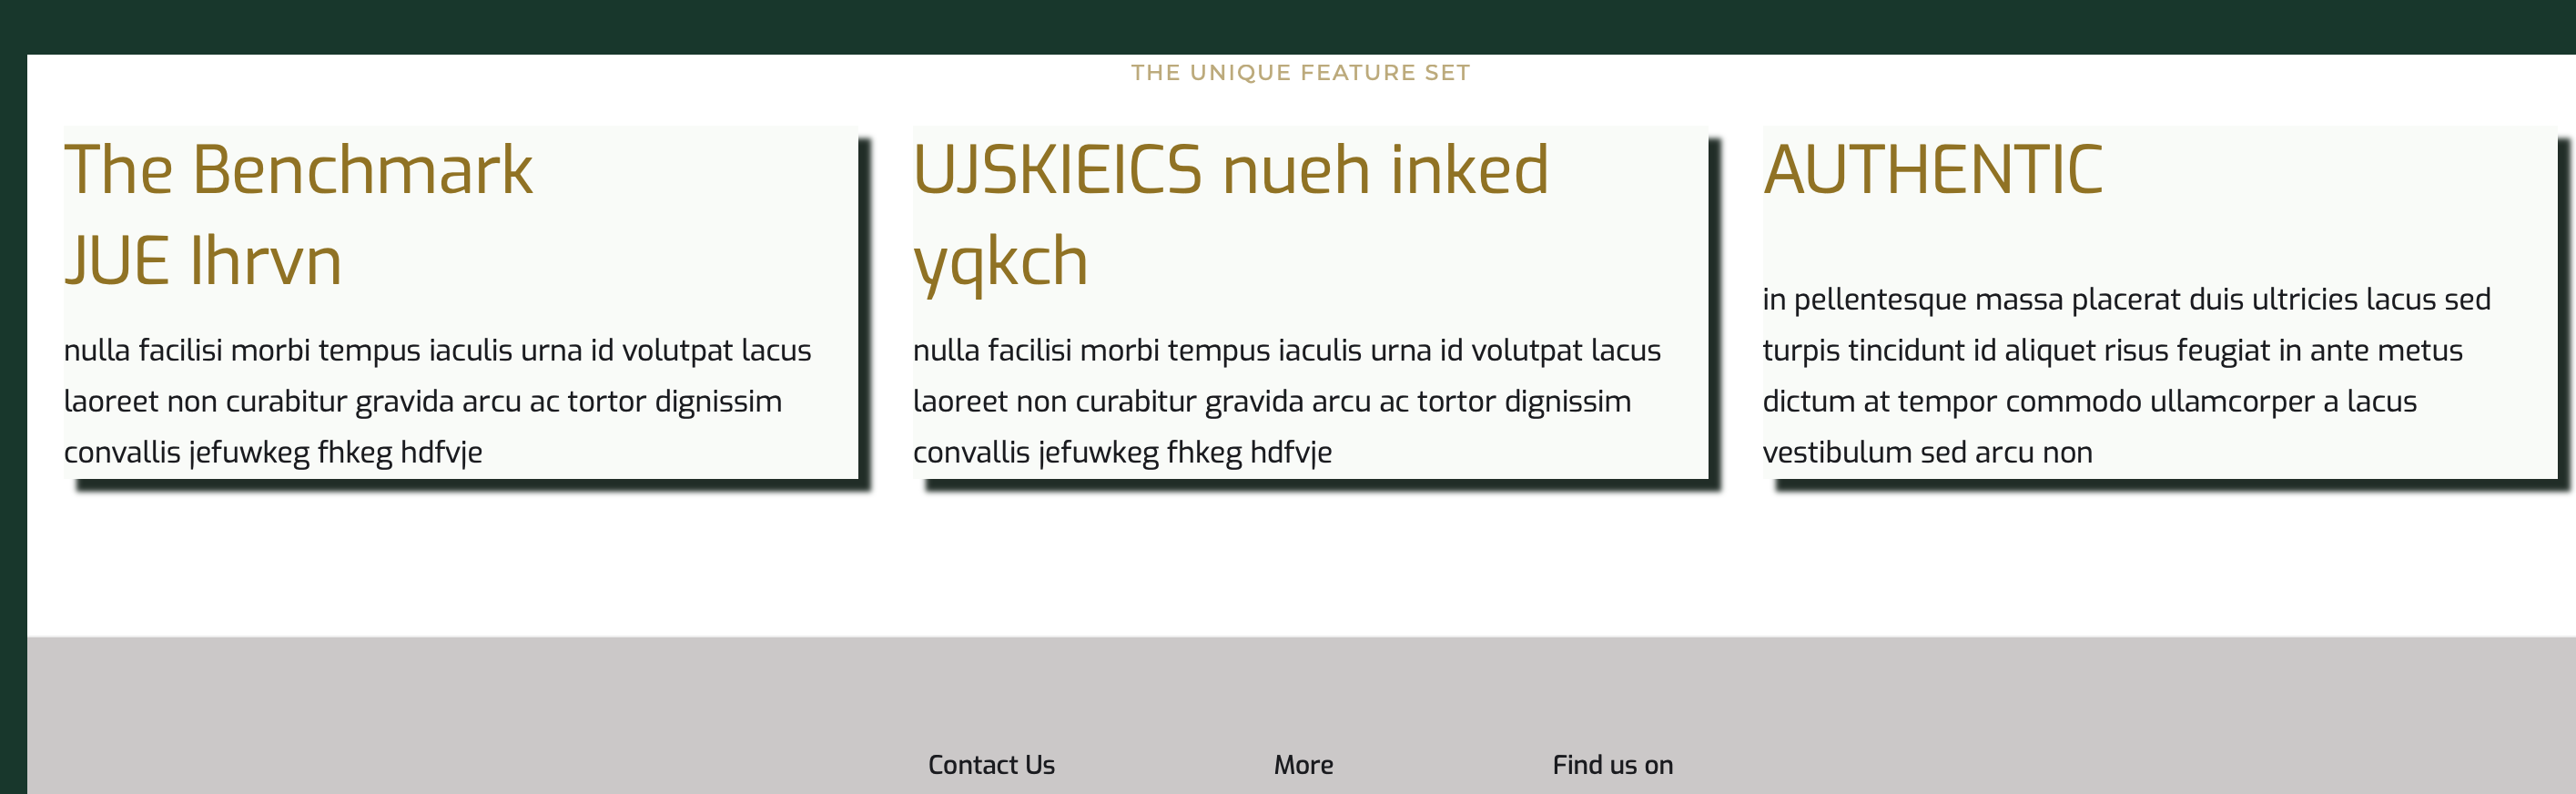 THE UNIQUE FEATURE SET
The Benchmark
JUE Ihrvn
nulla facilisi morbi tempus iaculis urna id volutpat lacus
laoreet non curabitur gravida arcu ac tortor dignissim
convallis jefuwkeg fhkeg hdfvje
UJSKIEICS nueh inked
yqkch
nulla facilisi morbi tempus iaculis urna id volutpat lacus
laoreet non curabitur gravida arcu ac tortor dignissim
convallis jefuwkeg fhkeg hdfvje
AUTHENTIC
in pellentesque massa placerat duis ultricies lacus sed
turpis tincidunt id aliquet risus feugiat in ante metus
dictum at tempor commodo ullamcorper a lacus
vestibulum sed arcu non
Contact Us
More
Find us on